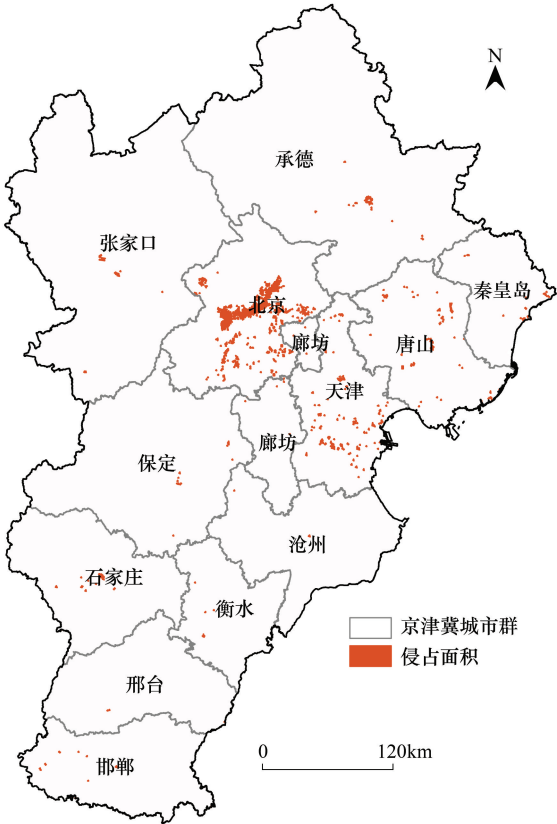 N
承德
张家口
秦皇岛
北京
廊坊
唐山
天津
保定
廊坊
沧州
石家庄
衡水
京津冀城市群
侵占面积
邢台
0 120km
邯郸